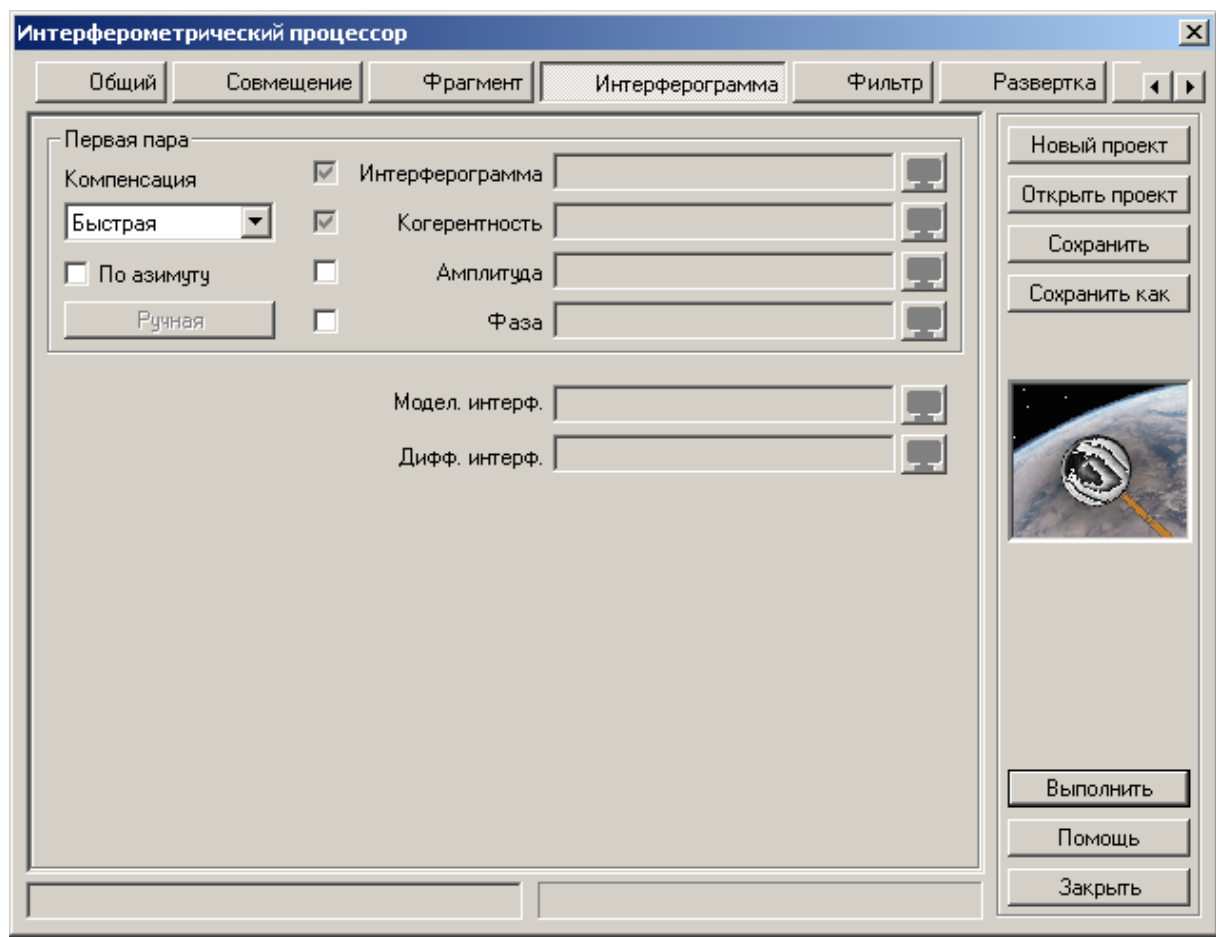 Интерферометрический процессор
Общий Совмещение Фрагмент Интерферограмма Фильтр Развертка
Первая пара
Компенсация
Быстрая
По азимуту
Ручная
Интерферограмма
Когерентность
Амплитуда
Фаза
Модел. интерф.
Дифф. интерф.
Новый проект
Открыть проект
Сохранить
Сохранить как
Выполнить
Помощь
Закрыть